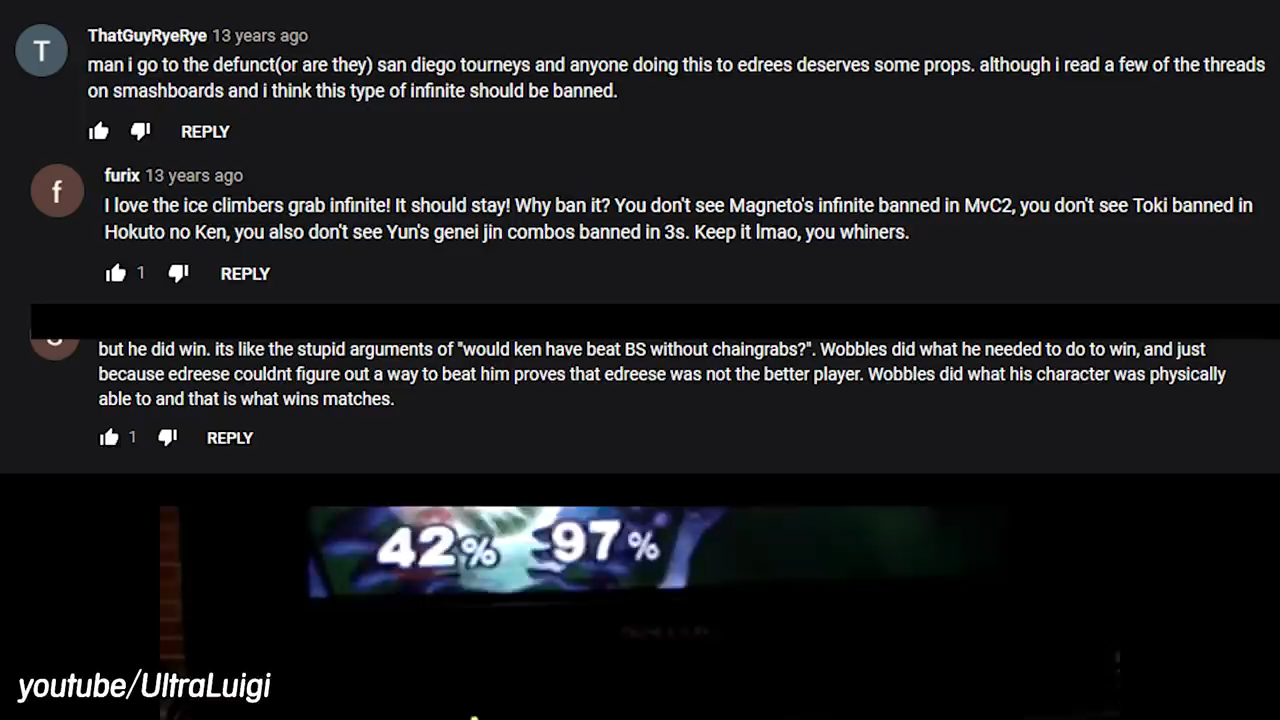 T
ThatGuyRyeRye 13 years ago
man i go to the defunct(or are they) san diego tourneys and anyone doing this to edrees deserves some props. although i read a few of the threads
on smashboards and i think this type of infinite should be banned.
REPLY
f
furix 13 years ago
I love the ice climbers grab infinite! It should stay! Why ban it? You don't see Magneto's infinite banned in MvC2, you don't see Toki banned in
Hokuto no Ken, you also don't see Yun's genei jin combos banned in 3s. Keep it lmao, you whiners.
1 REPLY
but he did win. its like the stupid arguments of "would ken have beat BS without chaingrabs?". Wobbles did what he needed to do to win, and just
because edreese couldnt figure out a way to beat him proves that edreese was not the better player. Wobbles did what his character was physically
able to and that is what wins matches.
1 REPLY
42% 97%
youtube/UltraLuigi